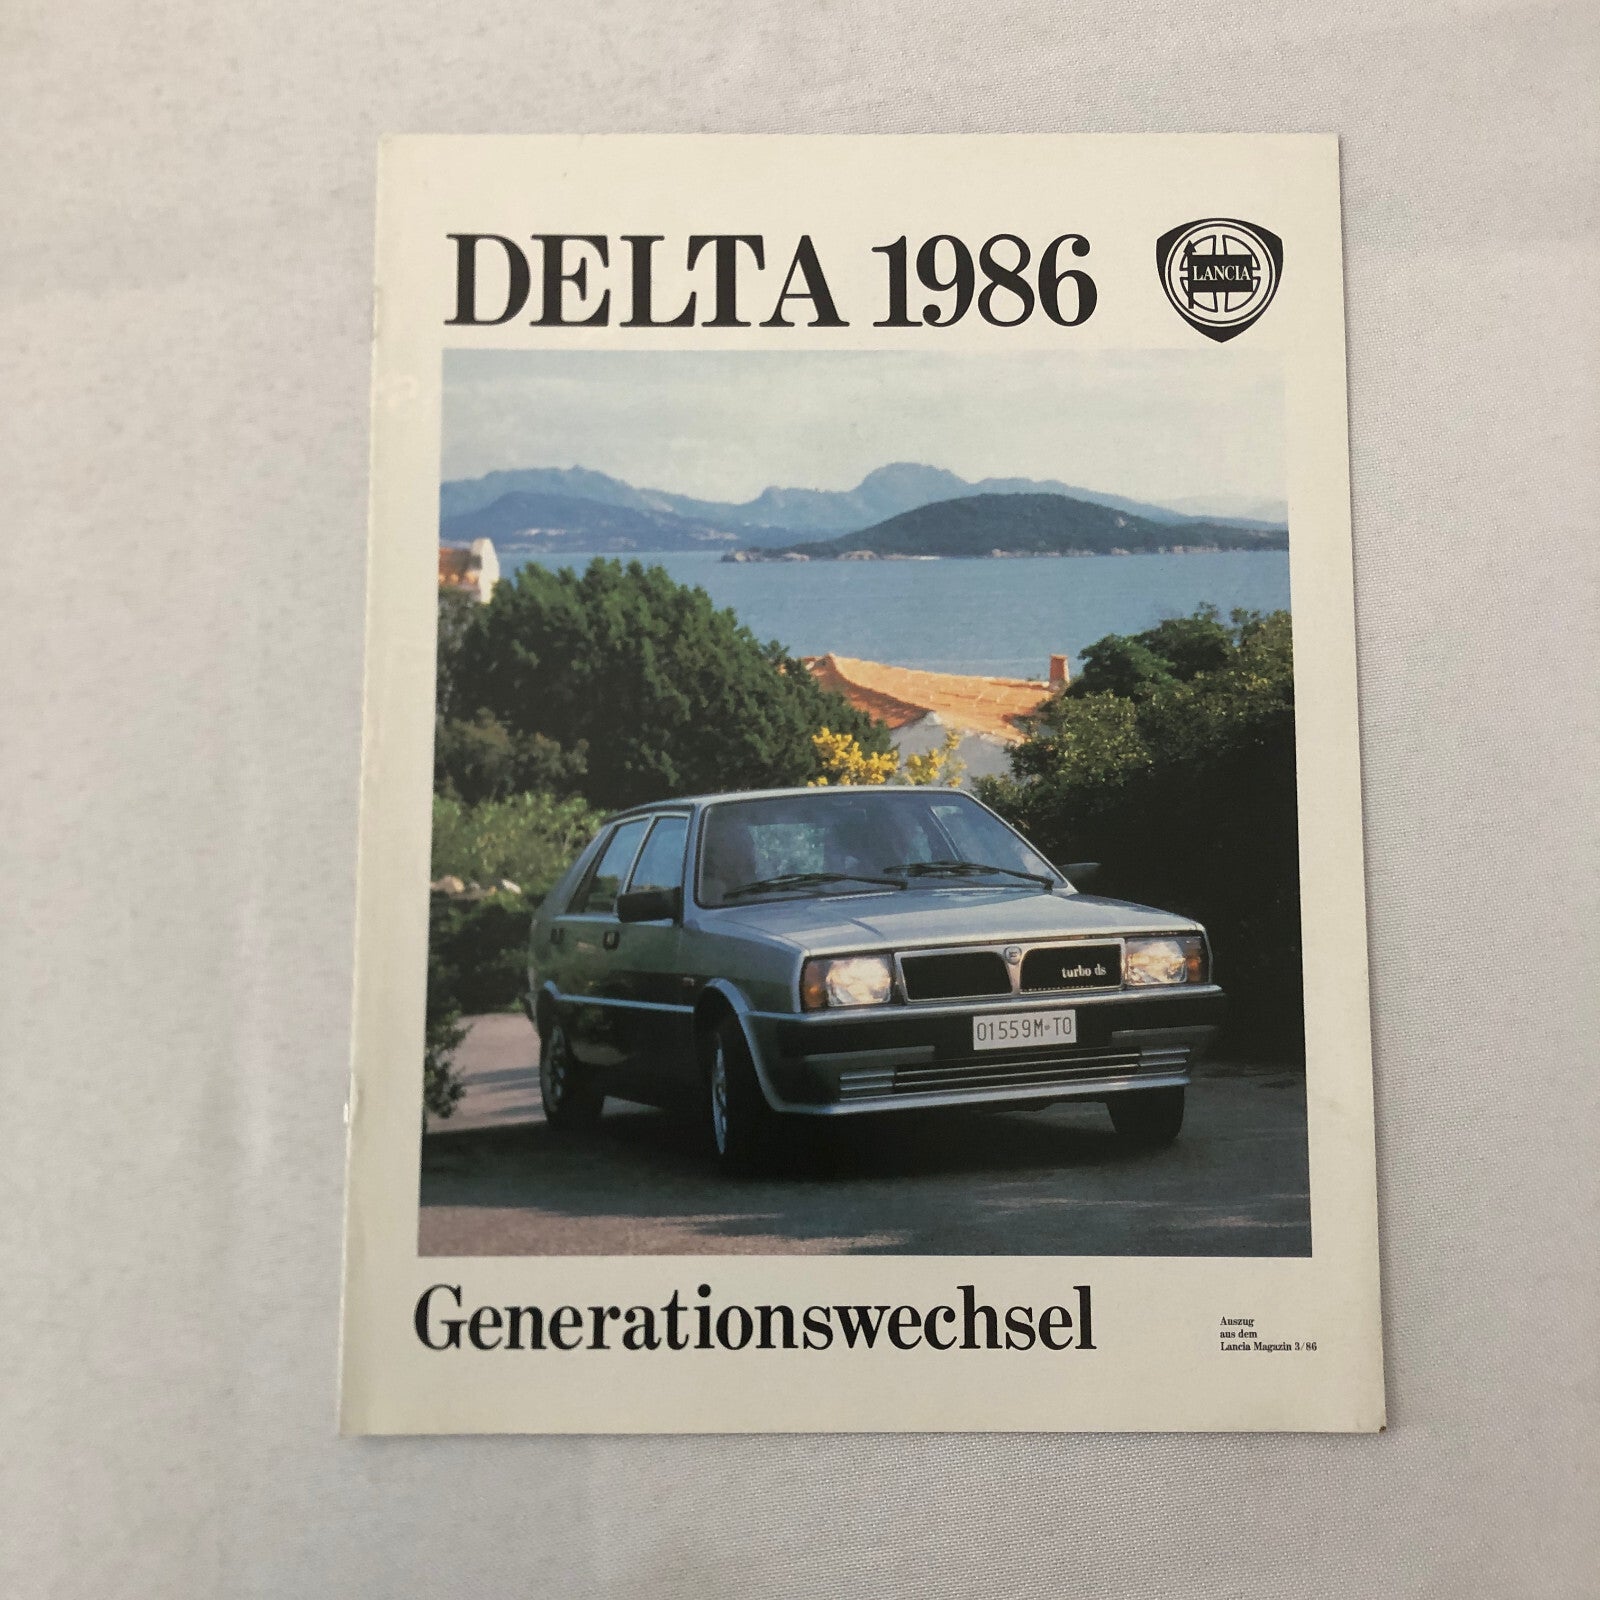 DELTA 1986
LANCIA
turbo ds
01559M·TO
Generationswechsel
Auszug
aus dem
Lancia Magazin 3/86